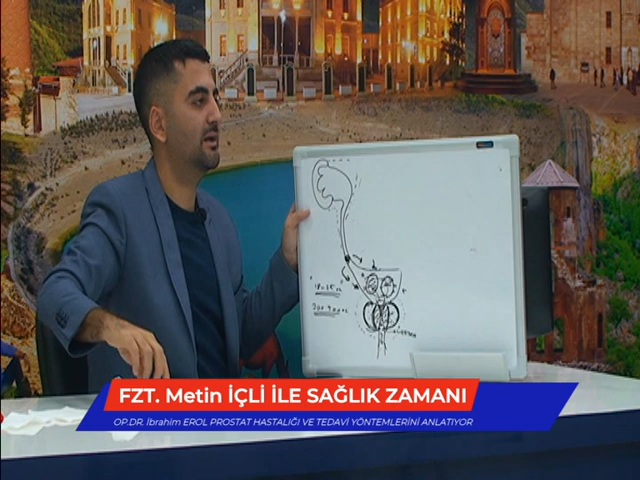 FZT. Metin İÇLİ İLE SAĞLIK ZAMANI
OP.DR. İbrahim EROL PROSTAT HASTALIĞI VE TEDAVİ YÖNTEMLERİNİ ANLATIYOR